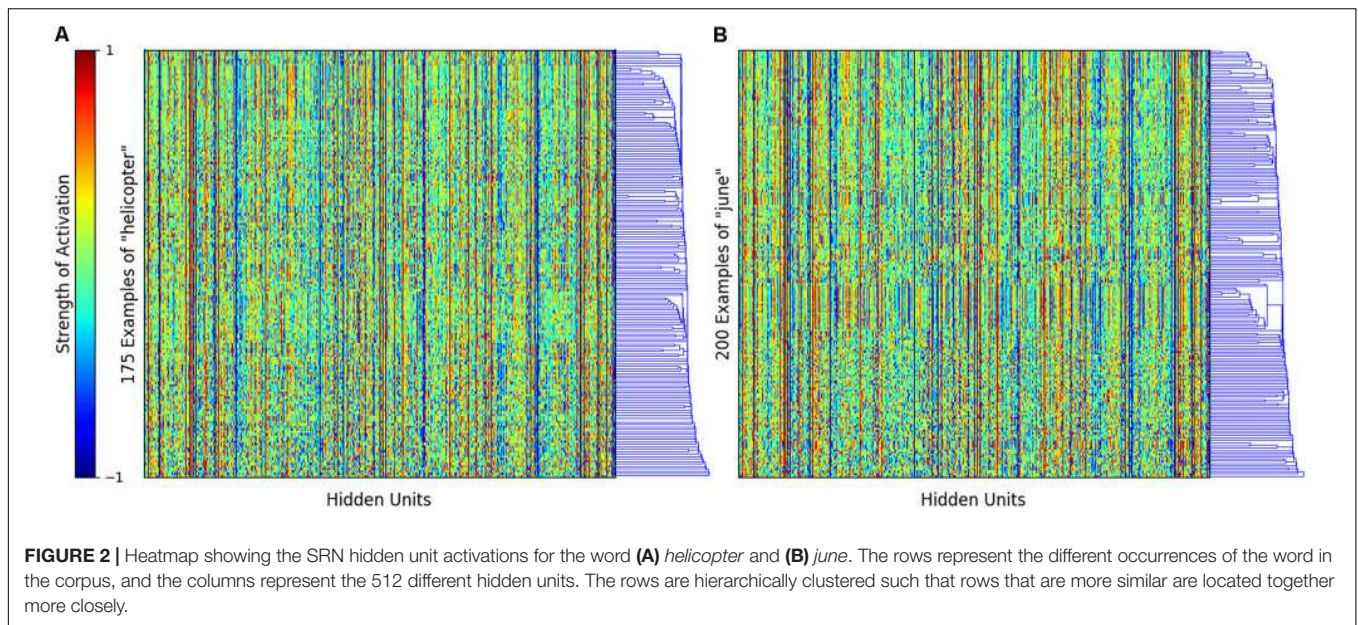 A
B
1
Strength of Activation
−1
175 Examples of "helicopter"
Hidden Units
200 Examples of "june"
Hidden Units
FIGURE 2 | Heatmap showing the SRN hidden unit activations for the word (A) helicopter and (B) june. The rows represent the different occurrences of the word in
the corpus, and the columns represent the 512 different hidden units. The rows are hierarchically clustered such that rows that are more similar are located together
more closely.